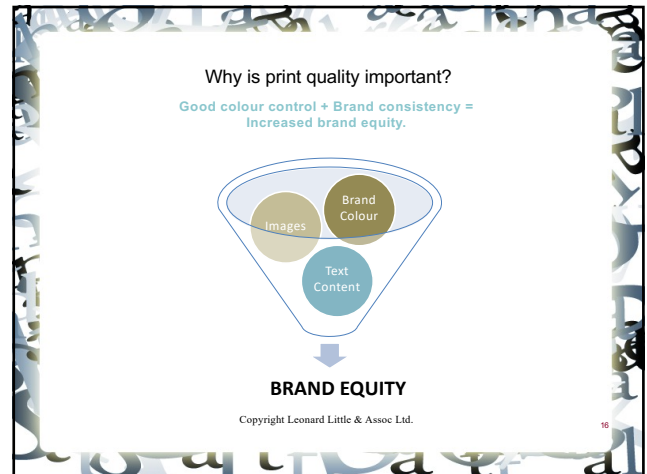 Why is print quality important?
Good colour control + Brand consistency =
Increased brand equity.
Images
Brand
Colour
Text
Content
BRAND EQUITY
Copyright Leonard Little & Assoc Ltd.
16